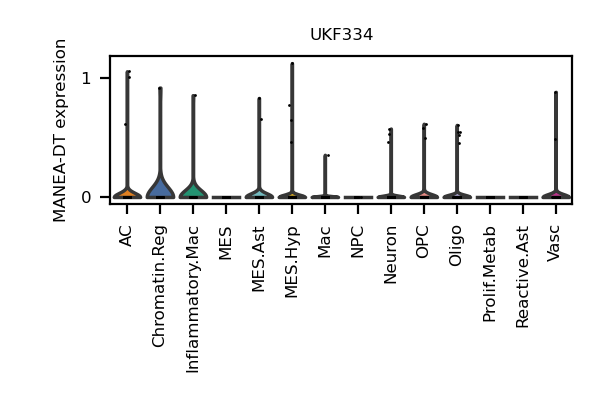 UKF334
MANEA-DT expression
1
0
AC
Chromatin.Reg
Inflammatory.Mac
MES
MES.Ast
MES.Hyp
Mac
NPC
Neuron
OPC
Oligo
Prolif.Metab
Reactive.Ast
Vasc